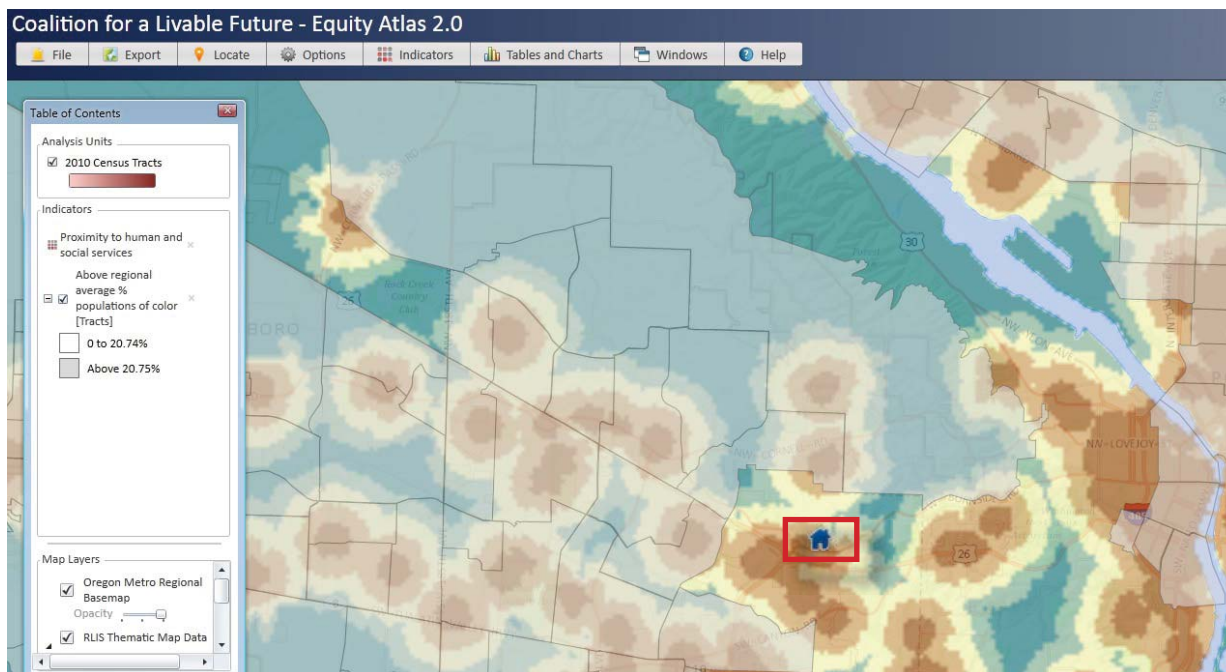 Coalition for a Livable Future - Equity Atlas 2.0
File
Export
Locate
Options
Indicators
Tables and Charts
Windows
Help
Table of Contents
Analysis Units
2010 Census Tracts
Indicators
Proximity to human and
social services
Above regional
average %
populations of color
[Tracts]
0 to 20.74%
Above 20.75%
Map Layers
Oregon Metro Regional
Basemap
Opacity
RLIS Thematic Map Data
Rock Creek
Country
Club
26
BORO
30
NW
AVE
NW LOVEJOY
26